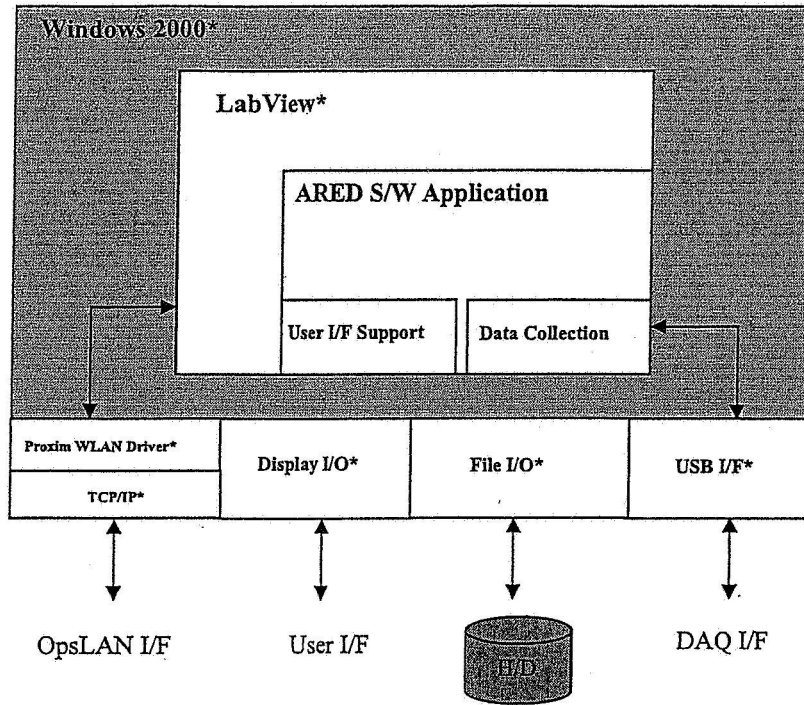 Windows 2000*
LabView*
ARED S/W Application
User I/F Support
Data Collection
Proxim WLAN Driver*
TCP/IP*
Display I/O*
File I/O*
USB I/F*
OpsLAN I/F
User I/F
H/D
DAQ I/F